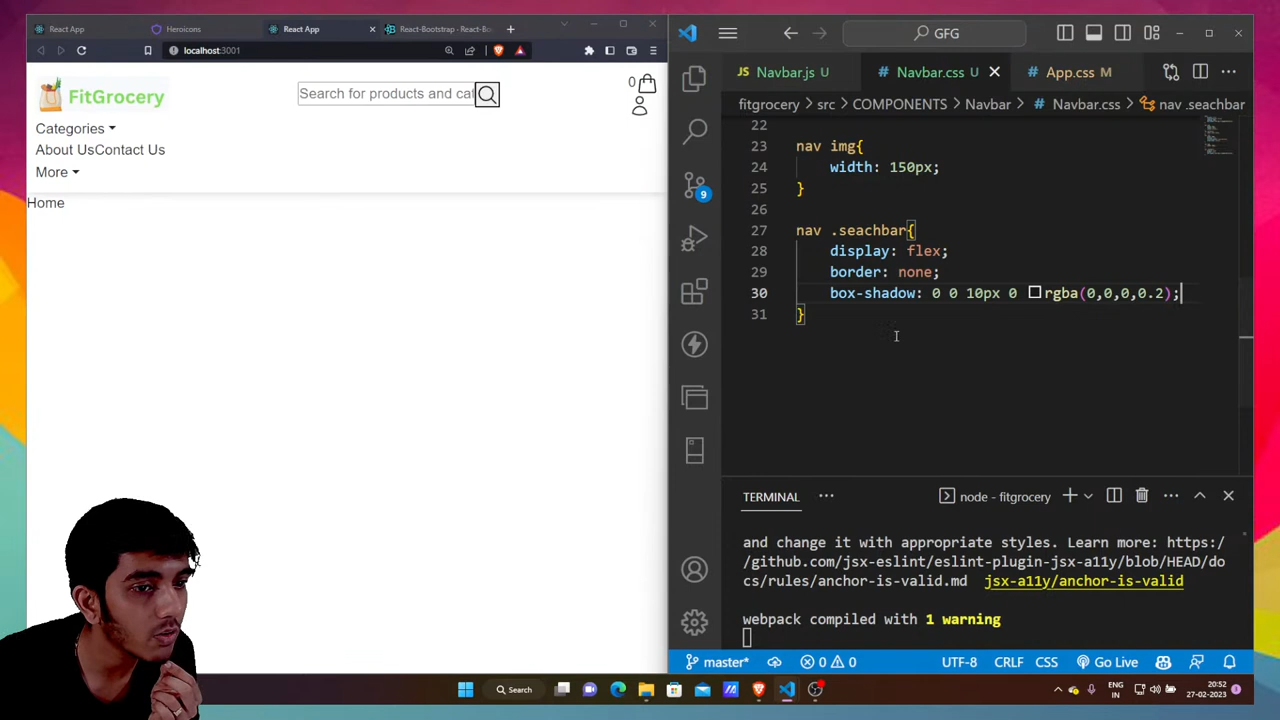 React App
Heroicons
React App
React-Bootstrap · React-Bo
localhost:3001
FitGrocery
Search for products and cat
0
Categories
About UsContact Us
More
Home
GFG
JS Navbar.js U
# Navbar.css U
# App.css M
fitgrocery > src > COMPONENTS > Navbar > # Navbar.css > nav .seachbar
22
23 nav img{
24 width: 150px;
25 }
26
27 nav .seachbar{
28 display: flex;
29 border: none;
30 box-shadow: 0 0 10px 0 rgba(0,0,0,0.2);
31 }
9
TERMINAL
node - fitgrocery
and change it with appropriate styles. Learn more: https:/
/github.com/jsx-eslint/eslint-plugin-jsx-a11y/blob/HEAD/do
cs/rules/anchor-is-valid.md jsx-a11y/anchor-is-valid
webpack compiled with 1 warning
master* 0 0 UTF-8 CRLF CSS Go Live
Search
ENG
IN
20:52
27-02-2023